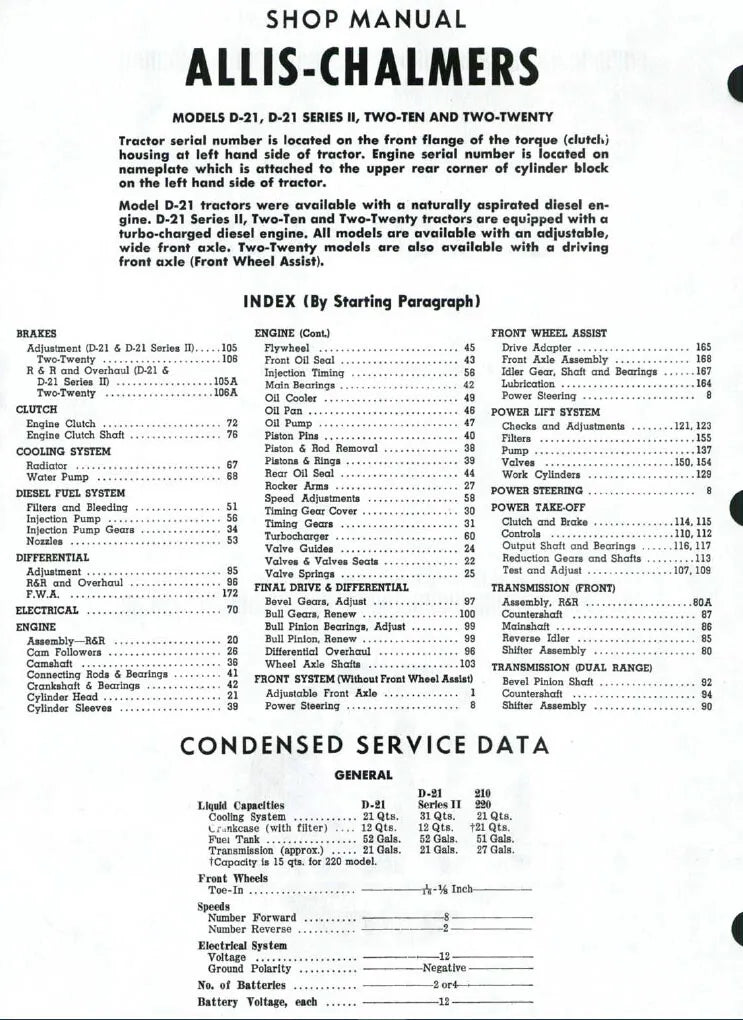 SHOP MANUAL
ALLIS-CHALMERS
MODELS D-21, D-21 SERIES II, TWO-TEN AND TWO-TWENTY
Tractor serial number is located on the front flange of the torque (clutch)
housing at left hand side of tractor. Engine serial number is located on
nameplate which is attached to the upper rear corner of cylinder block
on the left hand side of tractor.
Model D-21 tractors were available with a naturally aspirated diesel en-
gine. D-21 Series II, Two-Ten and Two-Twenty tractors are equipped with a
turbo-charged diesel engine. All models are available with an adjustable,
wide front axle. Two-Twenty models are also available with a driving
front axle (Front Wheel Assist).
INDEX (By Starting Paragraph)
BRAKES
Adjustment (D-21 & D-21 Series II).....105
Two-Twenty ......................106
R & R and Overhaul (D-21 &
D-21 Series II) .................105A
Two-Twenty .....................106A
CLUTCH
Engine Clutch ..................... 72
Engine Clutch Shaft ................. 76
COOLING SYSTEM
Radiator .......................... 67
Water Pump ........................ 68
DIESEL FUEL SYSTEM
Filters and Bleeding ................. 51
Injection Pump ..................... 56
Injection Pump Gears ............... 34
Nozzles ........................... 53
DIFFERENTIAL
Adjustment ........................ 95
R&R and Overhaul ................. 96
F.W.A. ............................ 172
ELECTRICAL ......................... 70
ENGINE
Assembly—R&R .................... 20
Cam Followers ..................... 26
Camshaft .......................... 36
Connecting Rods & Bearings ......... 41
Crankshaft & Bearings .............. 42
Cylinder Head ...................... 21
Cylinder Sleeves ................... 39
ENGINE (Cont.)
Flywheel .......................... 45
Front Oil Seal ...................... 43
Injection Timing .................... 56
Main Bearings ..................... 42
Oil Cooler ......................... 49
Oil Pan ............................ 46
Oil Pump .......................... 47
Piston Pins ......................... 40
Piston & Rod Removal .............. 38
Pistons & Rings .................... 39
Rear Oil Seal ...................... 44
Rocker Arms ....................... 27
Speed Adjustments ................. 58
Timing Gear Cover ................. 30
Timing Gears ...................... 31
Turbocharger ...................... 60
Valve Guides ...................... 24
Valves & Valves Seats .............. 22
Valve Springs ...................... 25
FINAL DRIVE & DIFFERENTIAL
Bevel Gears, Adjust ................ 97
Bull Gears, Renew ..................100
Bull Pinion Bearings, Adjust ......... 99
Bull Pinion, Renew ................. 99
Differential Overhaul ............... 96
Wheel Axle Shafts ..................103
FRONT SYSTEM (Without Front Wheel Assist)
Adjustable Front Axle ............... 1
Power Steering ..................... 8
FRONT WHEEL ASSIST
Drive Adapter ..................... 165
Front Axle Assembly ............... 168
Idler Gear, Shaft and Bearings ......167
Lubrication .........................164
Power Steering ..................... 8
POWER LIFT SYSTEM
Checks and Adjustments ........121, 123
Filters ............................155
Pump .............................137
Valves .........................150, 154
Work Cylinders ....................129
POWER STEERING .................... 8
POWER TAKE-OFF
Clutch and Brake ...............114, 115
Controls .......................110, 112
Output Shaft and Bearings ......116, 117
Reduction Gears and Shafts .........113
Test and Adjust ................107, 109
TRANSMISSION (FRONT)
Assembly, R&R ...................80A
Countershaft ...................... 87
Mainshaft ......................... 86
Reverse Idler ...................... 85
Shifter Assembly ................... 80
TRANSMISSION (DUAL RANGE)
Bevel Pinion Shaft .................. 92
Countershaft ...................... 94
Shifter Assembly ................... 90
CONDENSED SERVICE DATA
GENERAL
D-21 210
Liquid Capacities D-21 Series II 220
Cooling System ........... 21 Qts. 31 Qts. 21 Qts.
Crankcase (with filter) .... 12 Qts. 12 Qts. †21 Qts.
Fuel Tank ................ 52 Gals. 52 Gals. 51 Gals.
Transmission (approx.) ..... 21 Gals. 21 Gals. 27 Gals.
†Capacity is 15 qts. for 220 model.
Front Wheels
Toe-In ................... 1/16-1/8 Inch
Speeds
Number Forward .......... 8
Number Reverse ........... 2
Electrical System
Voltage .................. 12
Ground Polarity ........... Negative
No. of Batteries ........... 2 or4
Battery Voltage, each ...... 12